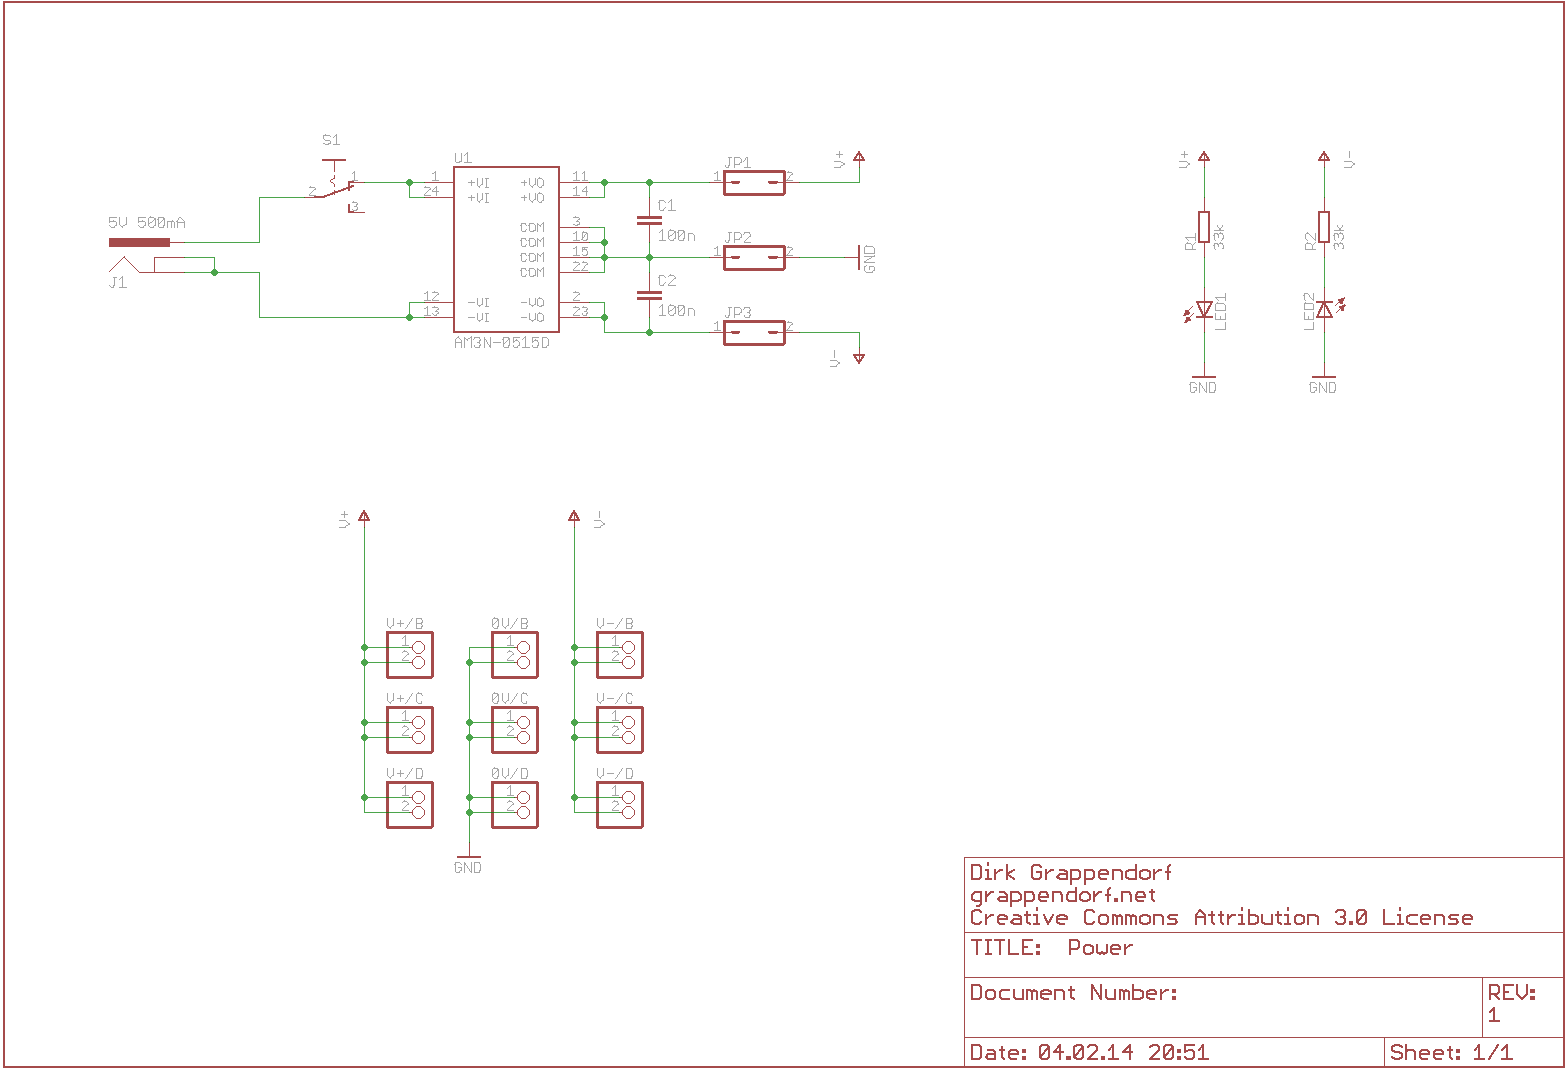 S1
2
1
3
5V 500mA
J1
U1
1 +VI +VO 11
24 +VI +VO 14
COM 3
COM 10
COM 15
COM 22
12 -VI -VO 2
13 -VI -VO 23
AM3N-0515D
C1
100n
C2
100n
JP1
1 2
JP2
1 2
JP3
1 2
V+
GND
V-
V+
R1
33k
LED1
GND
V-
R2
33k
LED2
GND
V+
V-
V+/B
1
2
0V/B
1
2
V-/B
1
2
V+/C
1
2
0V/C
1
2
V-/C
1
2
V+/D
1
2
0V/D
1
2
V-/D
1
2
GND
Dirk Grappendorf
grappendorf.net
Creative Commons Attribution 3.0 License
TITLE: Power
Document Number:
REV:
1
Date: 04.02.14 20:51
Sheet: 1/1